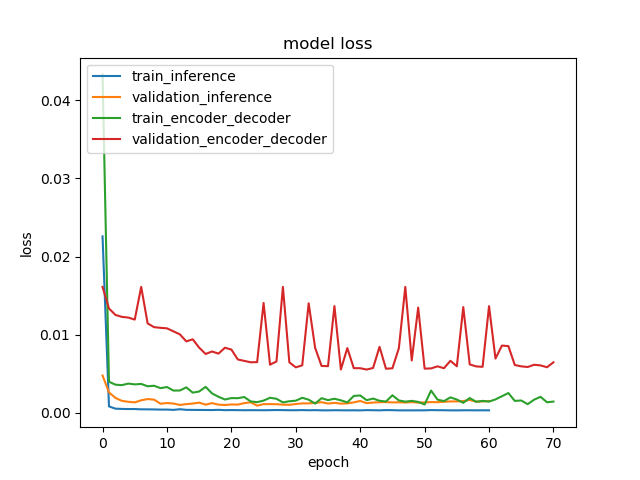 model loss
train_inference
validation_inference
train_encoder_decoder
validation_encoder_decoder
0.04
0.03
0.02
0.01
0.00
loss
0 10 20 30 40 50 60 70
epoch